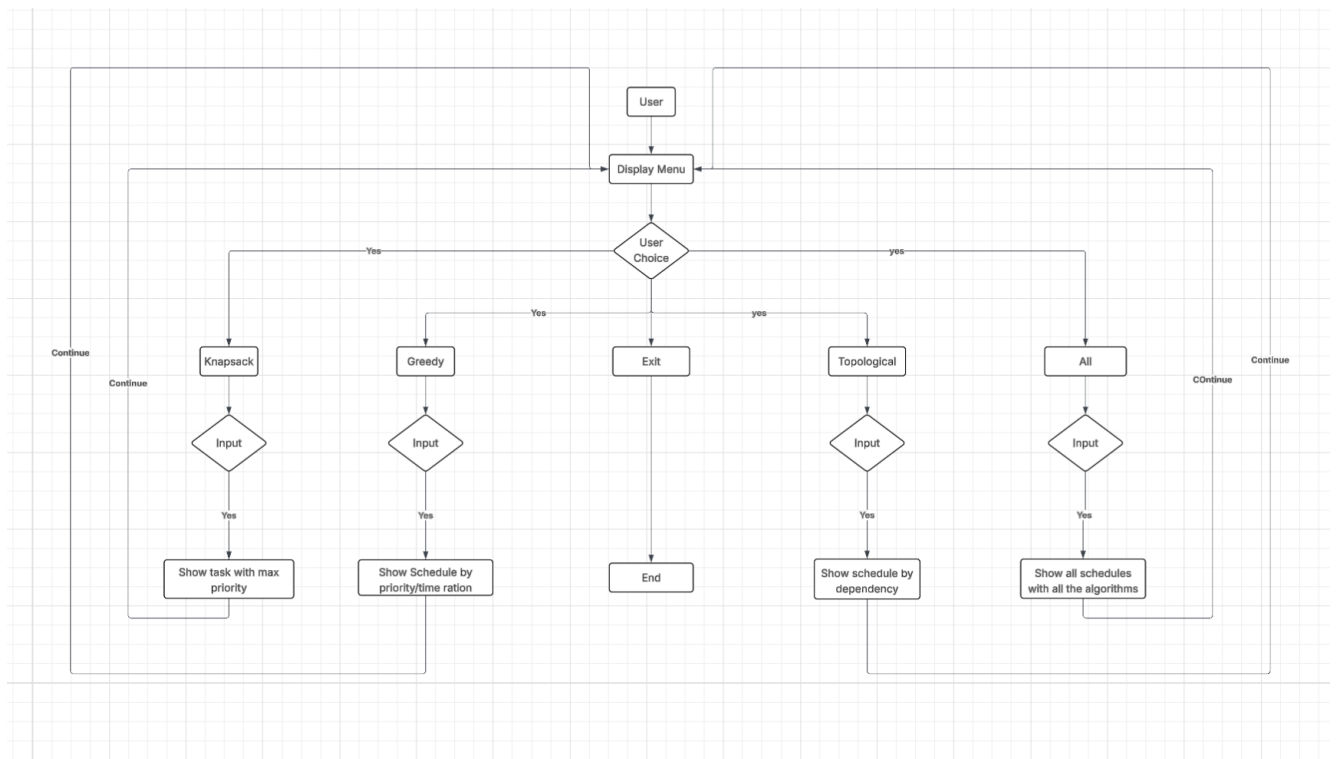 User
Display Menu
User
Choice
Yes
yes
Yes
yes
Continue
Continue
Continue
COntinue
Knapsack
Greedy
Exit
Topological
All
Input
Input
Input
Input
Yes
Yes
Yes
Yes
Show task with max
priority
Show Schedule by
priority/time ration
End
Show schedule by
dependency
Show all schedules
with all the algorithms